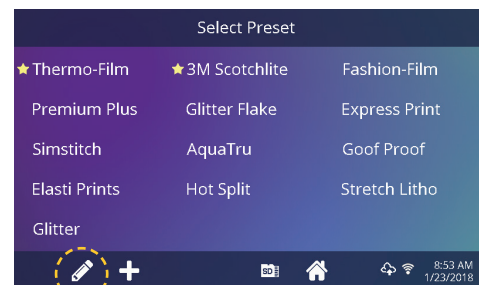 Select Preset
Thermo-Film 3M Scotchlite Fashion-Film
Premium Plus Glitter Flake Express Print
Simstitch AquaTru Goof Proof
Elasti Prints Hot Split Stretch Litho
Glitter
SD 8:53 AM
1/23/2018